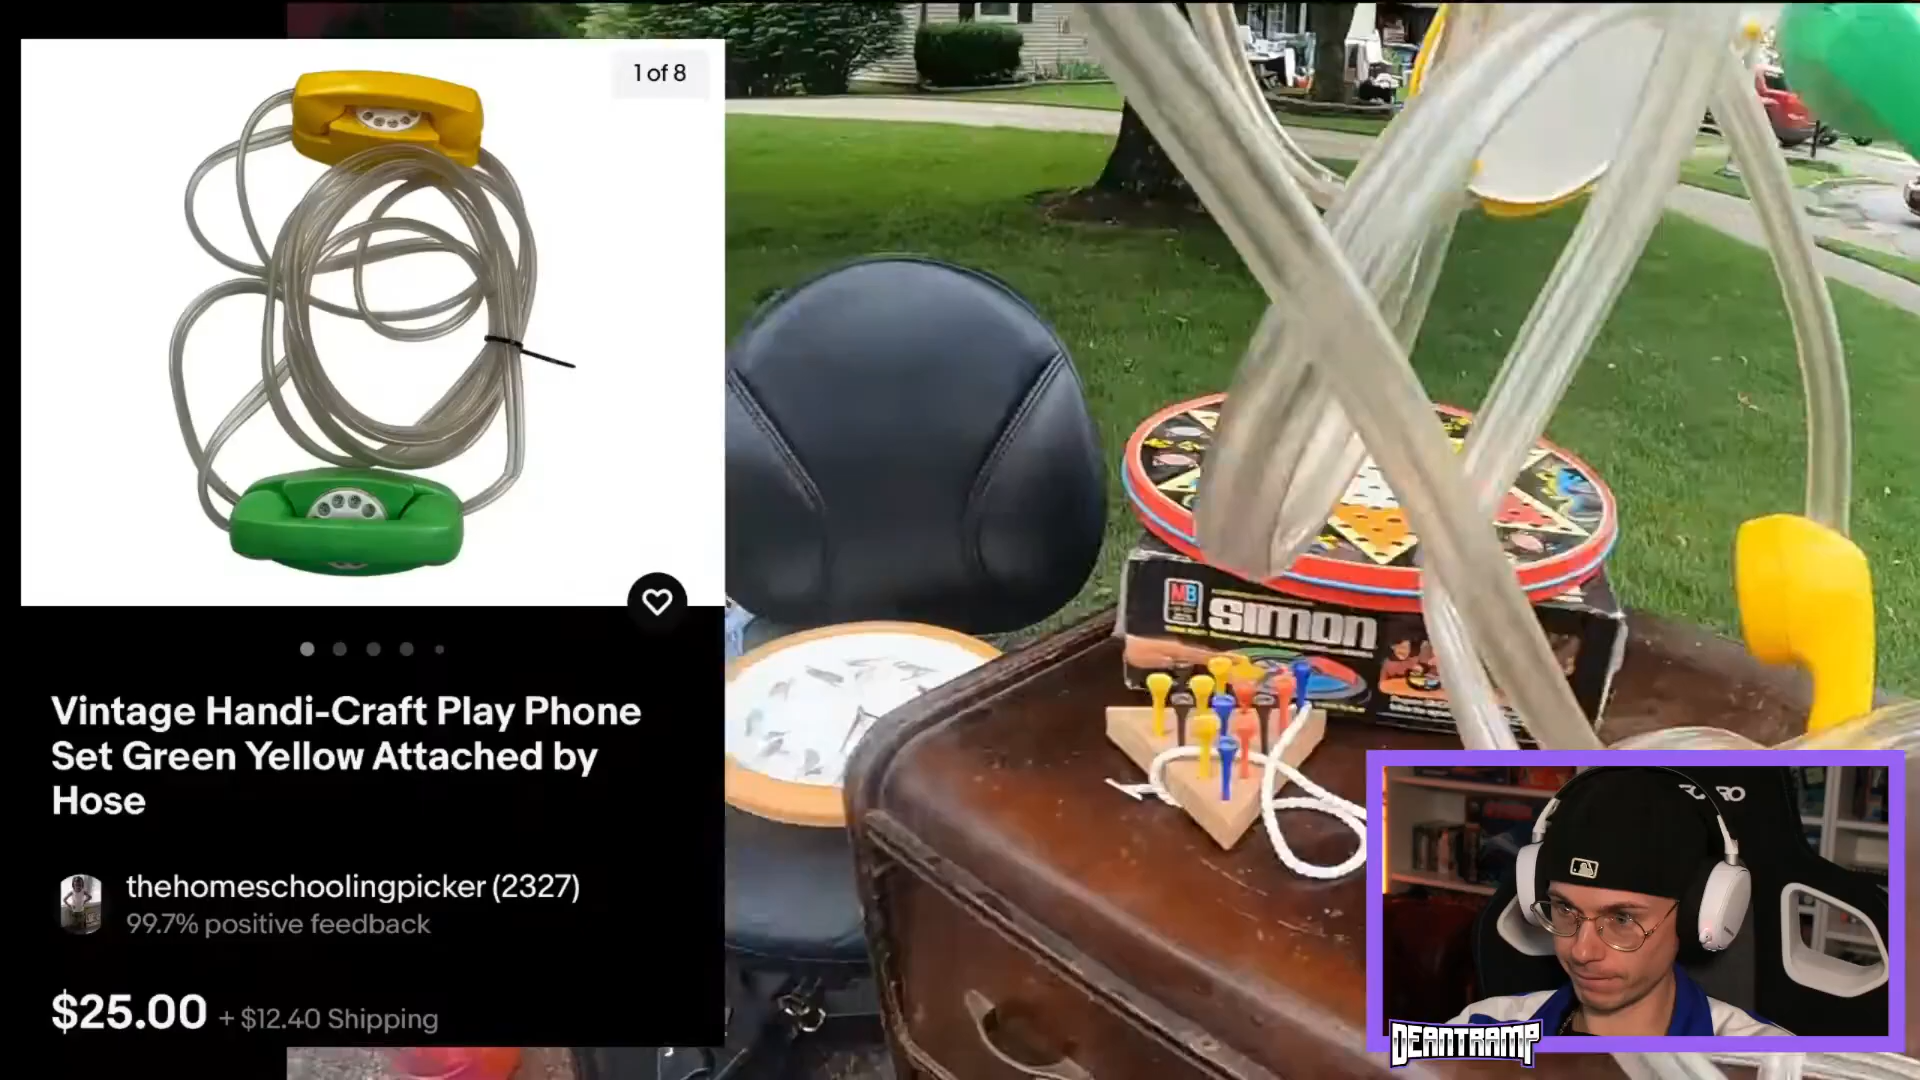 1 of 8
Vintage Handi-Craft Play Phone
Set Green Yellow Attached by
Hose
thehomeschoolingpicker (2327)
99.7% positive feedback
$25.00 + $12.40 Shipping
MB
simon
DEANTRAMP